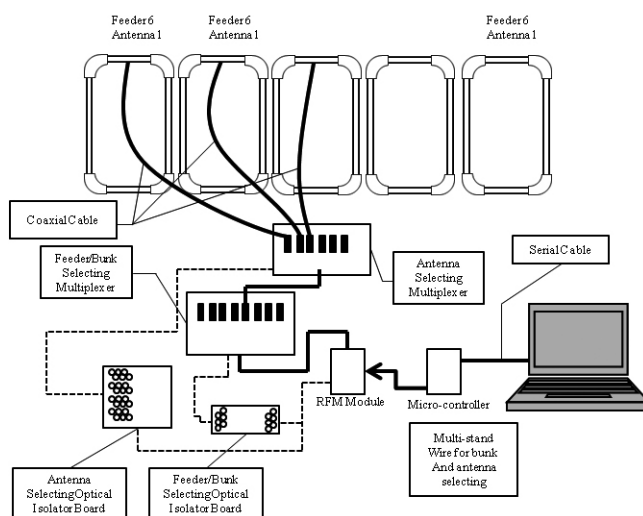 Feeder6
Antenna1
Feeder6
Antenna1
Feeder6
Antenna1
CoaxialCable
Feeder/Bunk
Selecting
Multiplexer
Antenna
Selecting
Multiplexer
SerialCable
RFM Module
Micro-controller
Multi-stand
Wire for bunk
And antenna
selecting
Antenna
SelectingOptical
IsolatorBoard
Feeder/Bunk
SelectingOptical
IsolatorBoard